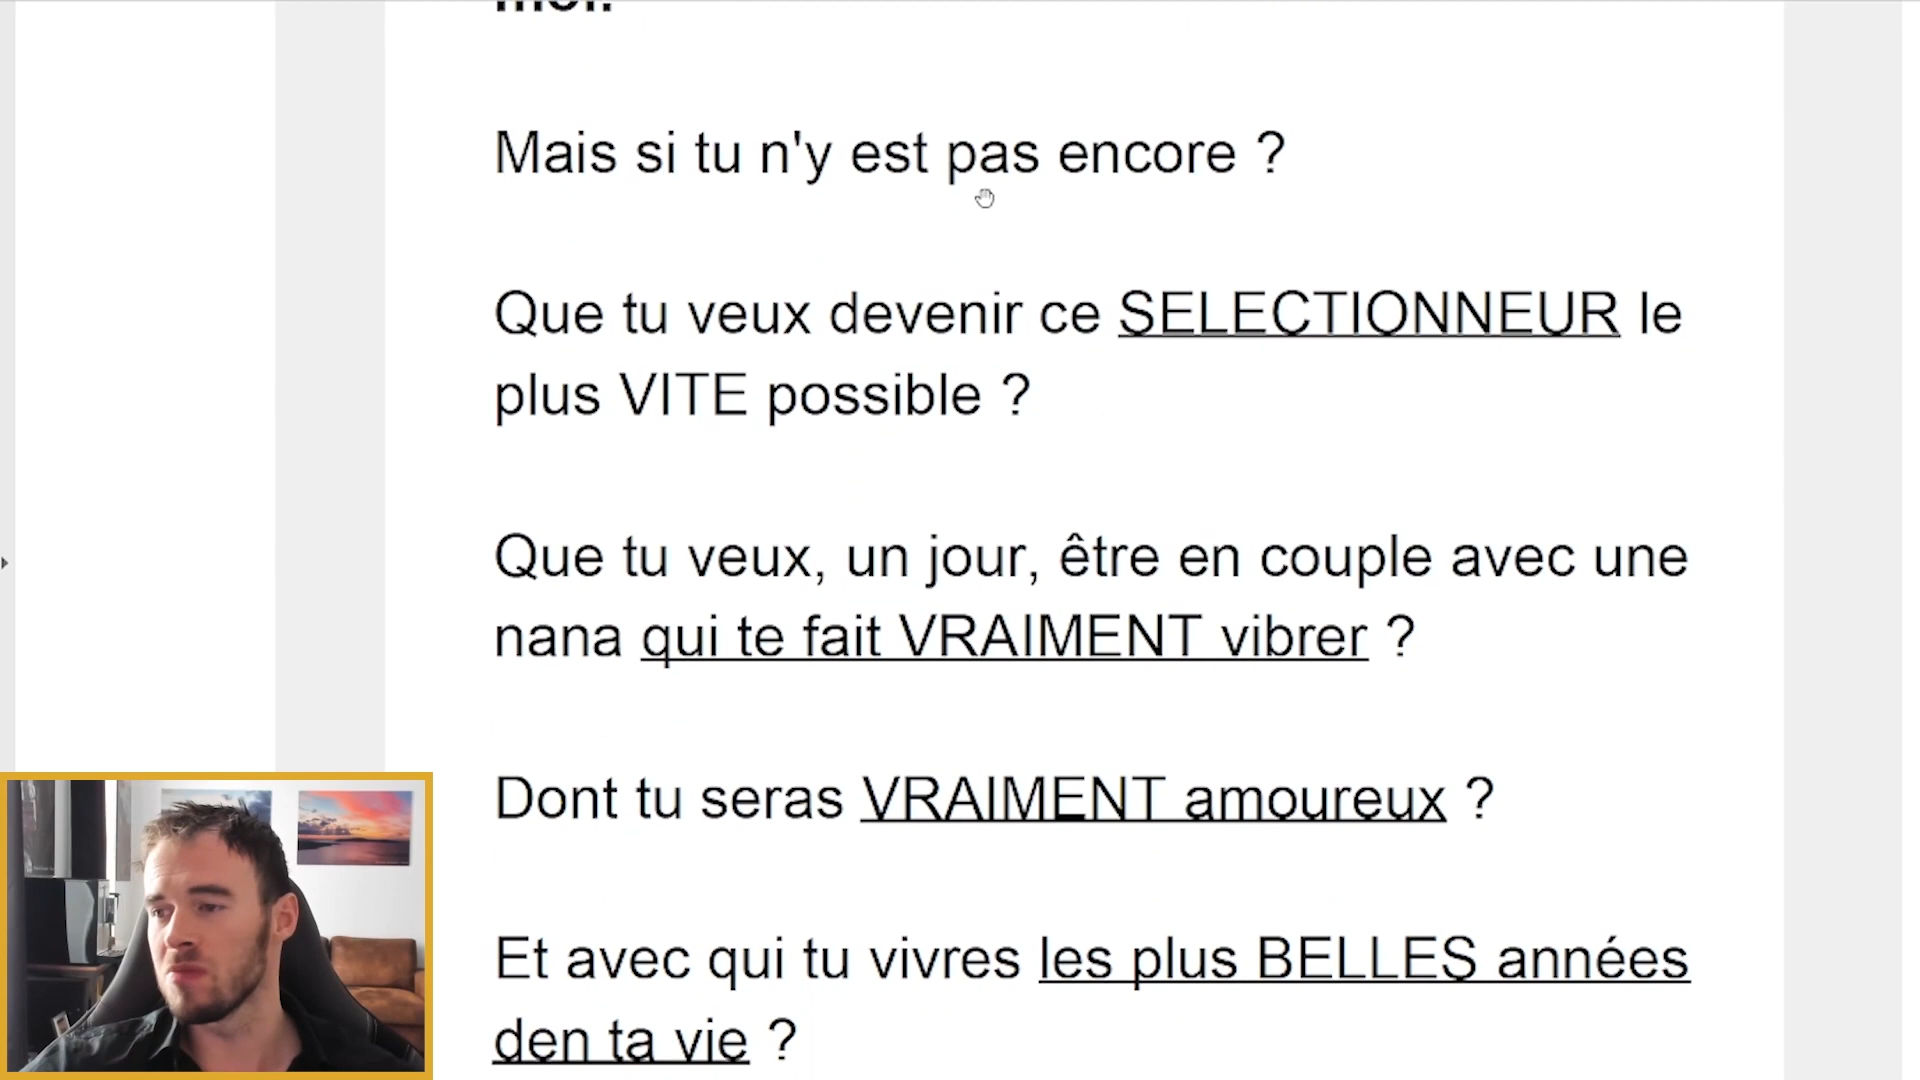 Mais si tu n'y est pas encore ?
Que tu veux devenir ce SELECTIONNEUR le
plus VITE possible ?
Que tu veux, un jour, être en couple avec une
nana qui te fait VRAIMENT vibrer ?
Dont tu seras VRAIMENT amoureux ?
Et avec qui tu vivres les plus BELLES années
den ta vie ?